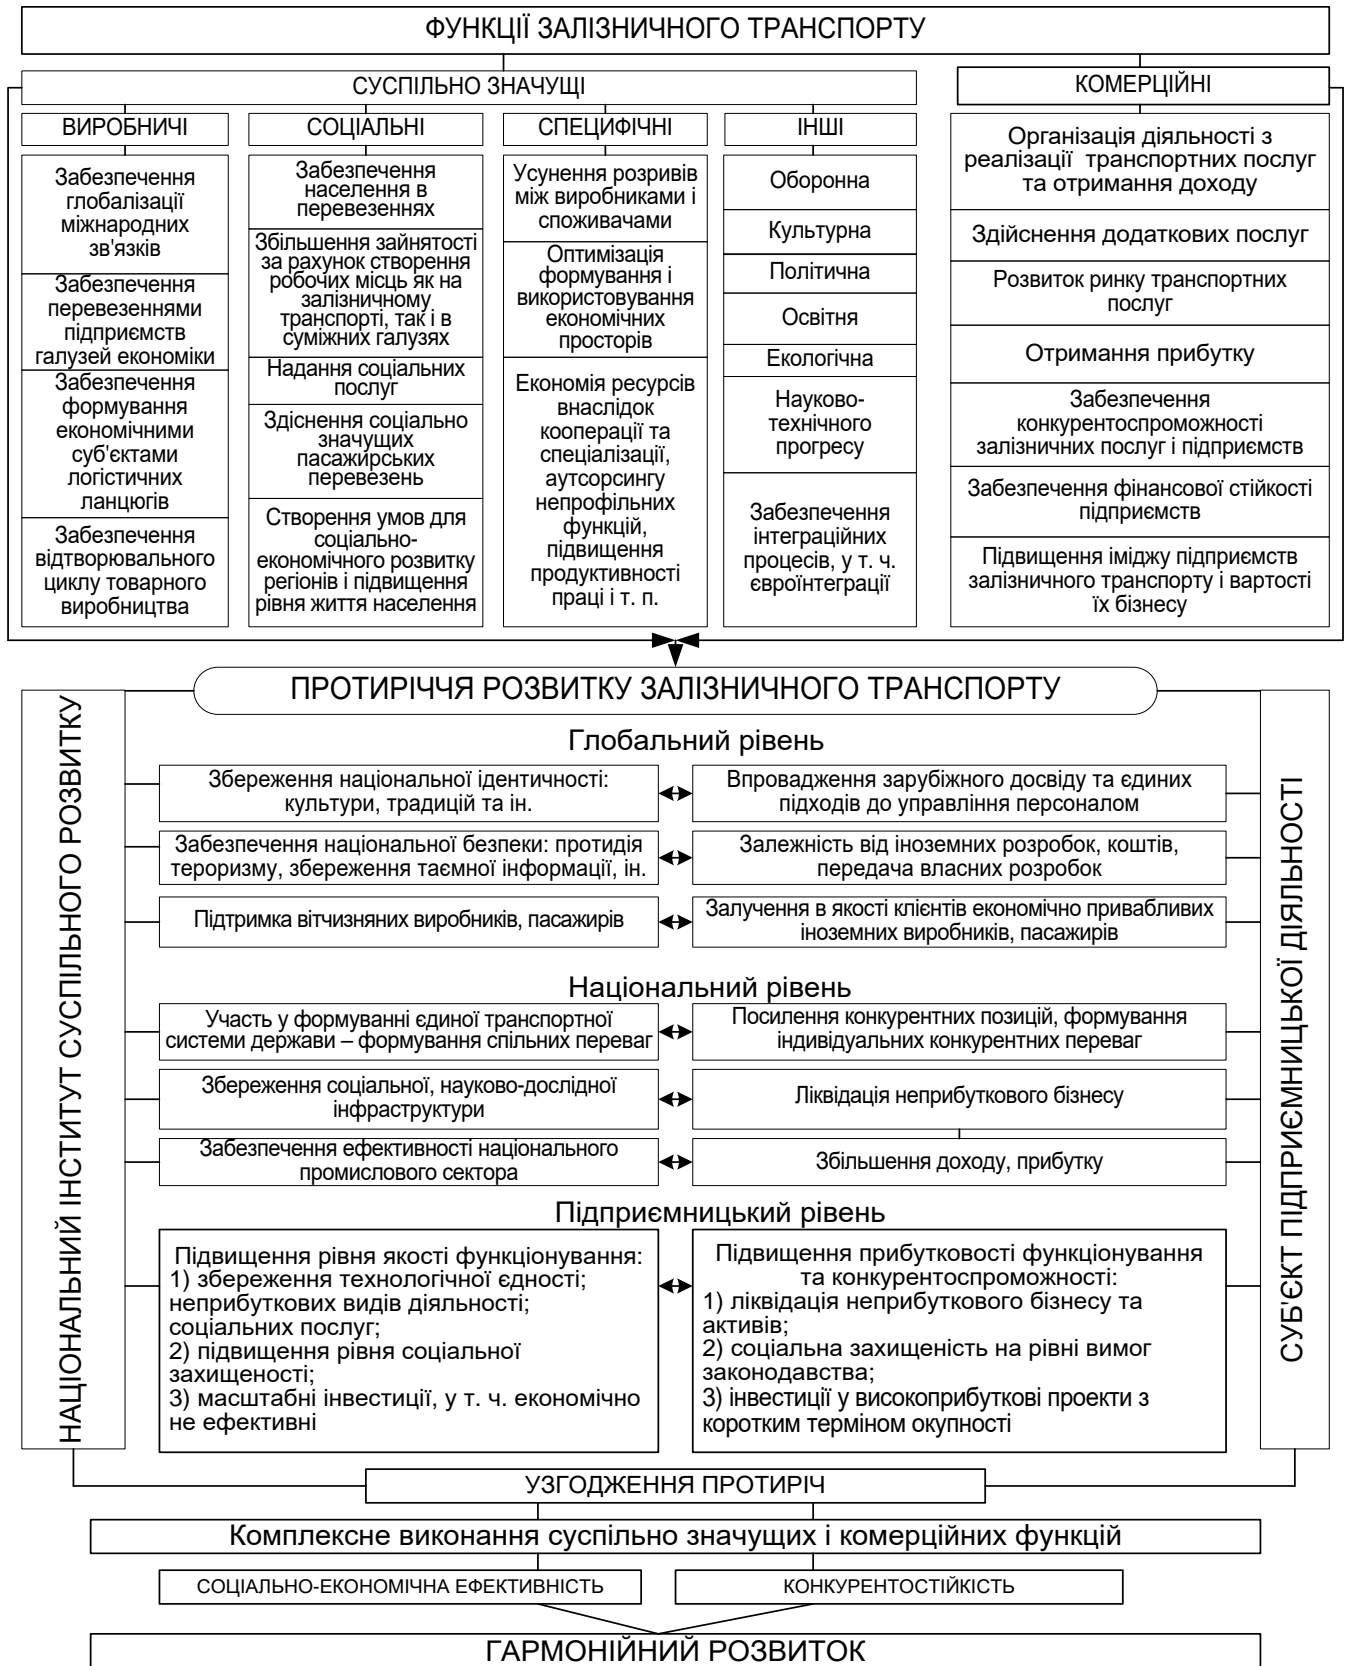 ФУНКЦІЇ ЗАЛІЗНИЧНОГО ТРАНСПОРТУ
СУСПІЛЬНО ЗНАЧУЩІ
КОМЕРЦІЙНІ
ВИРОБНИЧІ
Забезпечення
глобалізації
міжнародних
зв'язків
Забезпечення
перевезеннями
підприємств
галузей економіки
Забезпечення
формування
економічними
суб'єктами
логістичних
ланцюгів
Забезпечення
відтворювального
циклу товарного
виробництва
СОЦІАЛЬНІ
Забезпечення
населення в
перевезеннях
Збільшення зайнятості
за рахунок створення
робочих місць як на
залізничному
транспорті, так і в
суміжних галузях
Надання соціальних
послуг
Здіснення соціально
значущих
пасажирських
перевезень
Створення умов для
соціально-
економічного розвитку
регіонів і підвищення
рівня життя населення
СПЕЦИФІЧНІ
Усунення розривів
між виробниками і
споживачами
Оптимізація
формування і
використовування
економічних
просторів
Економія ресурсів
внаслідок
кооперації та
спеціалізації,
аутсорсингу
непрофільних
функцій,
підвищення
продуктивності
праці і т. п.
ІНШІ
Оборонна
Культурна
Політична
Освітня
Екологічна
Науково-
технічного
прогресу
Забезпечення
інтеграційних
процесів, у т. ч.
євроінтеграції
Організація діяльності з
реалізації транспортних послуг
та отримання доходу
Здійснення додаткових послуг
Розвиток ринку транспортних
послуг
Отримання прибутку
Забезпечення
конкурентоспроможності
залізничних послуг і підприємств
Забезпечення фінансової стійкості
підприємств
Підвищення іміджу підприємств
залізничного транспорту і вартості
їх бізнесу
ПРОТИРІЧЧЯ РОЗВИТКУ ЗАЛІЗНИЧНОГО ТРАНСПОРТУ
НАЦІОНАЛЬНИЙ ІНСТИТУТ СУСПІЛЬНОГО РОЗВИТКУ
СУБ'ЄКТ ПІДПРИЄМНИЦЬКОЇ ДІЯЛЬНОСТІ
Глобальний рівень
Збереження національної ідентичності:
культури, традицій та ін.
Впровадження зарубіжного досвіду та єдиних
підходів до управління персоналом
Забезпечення національної безпеки: протидія
тероризму, збереження таємної інформації, ін.
Залежність від іноземних розробок, коштів,
передача власних розробок
Підтримка вітчизняних виробників, пасажирів
Залучення в якості клієнтів економічно привабливих
іноземних виробників, пасажирів
Національний рівень
Участь у формуванні єдиної транспортної
системи держави – формування спільних переваг
Посилення конкурентних позицій, формування
індивідуальних конкурентних переваг
Збереження соціальної, науково-дослідної
інфраструктури
Ліквідація неприбуткового бізнесу
Забезпечення ефективності національного
промислового сектора
Збільшення доходу, прибутку
Підприємницький рівень
Підвищення рівня якості функціонування:
1) збереження технологічної єдності;
неприбуткових видів діяльності;
соціальних послуг;
2) підвищення рівня соціальної
захищеності;
3) масштабні інвестиції, у т. ч. економічно
не ефективні
Підвищення прибутковості функціонування
та конкурентоспроможності:
1) ліквідація неприбуткового бізнесу та
активів;
2) соціальна захищеність на рівні вимог
законодавства;
3) інвестиції у високоприбуткові проекти з
коротким терміном окупності
УЗГОДЖЕННЯ ПРОТИРІЧ
Комплексне виконання суспільно значущих і комерційних функцій
СОЦІАЛЬНО-ЕКОНОМІЧНА ЕФЕКТИВНІСТЬ
КОНКУРЕНТОСТІЙКІСТЬ
ГАРМОНІЙНИЙ РОЗВИТОК